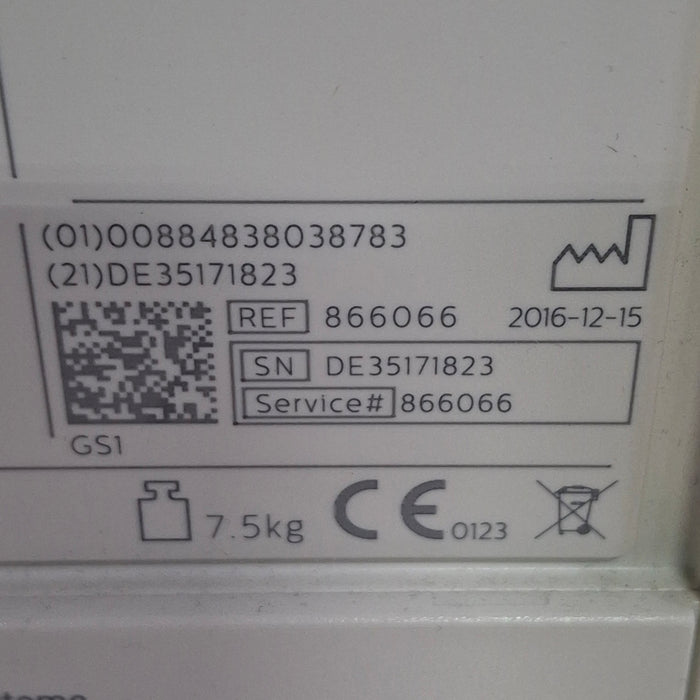 (01)00884838038783
(21)DE35171823
REF 866066 2016-12-15
SN DE35171823
Service# 866066
GS1
7.5kg CE 0123